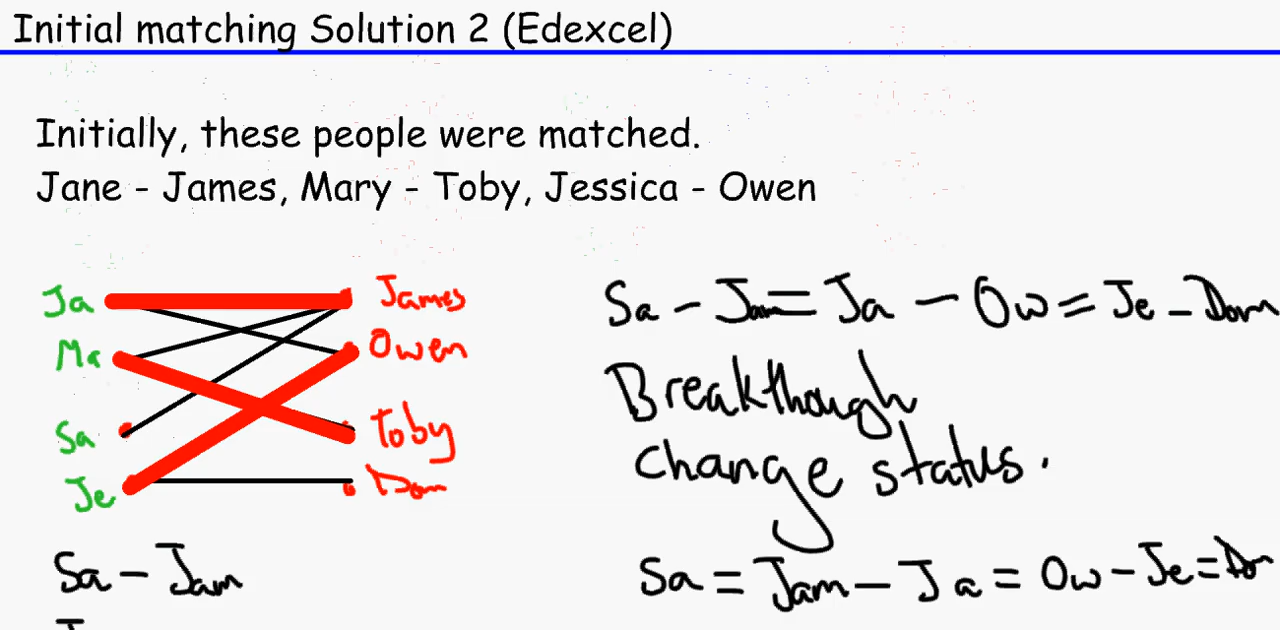 Initial matching Solution 2 (Edexcel)
Initially, these people were matched.
Jane - James, Mary - Toby, Jessica - Owen
Ja
James
Ma
Owen
Sa
Toby
Je
Dom
Sa - Jam = Ja - Ow = Je - Dom
Breakthough
change status.
Sa - Jam
Sa = Jam - Ja = Ow - Je = Dom